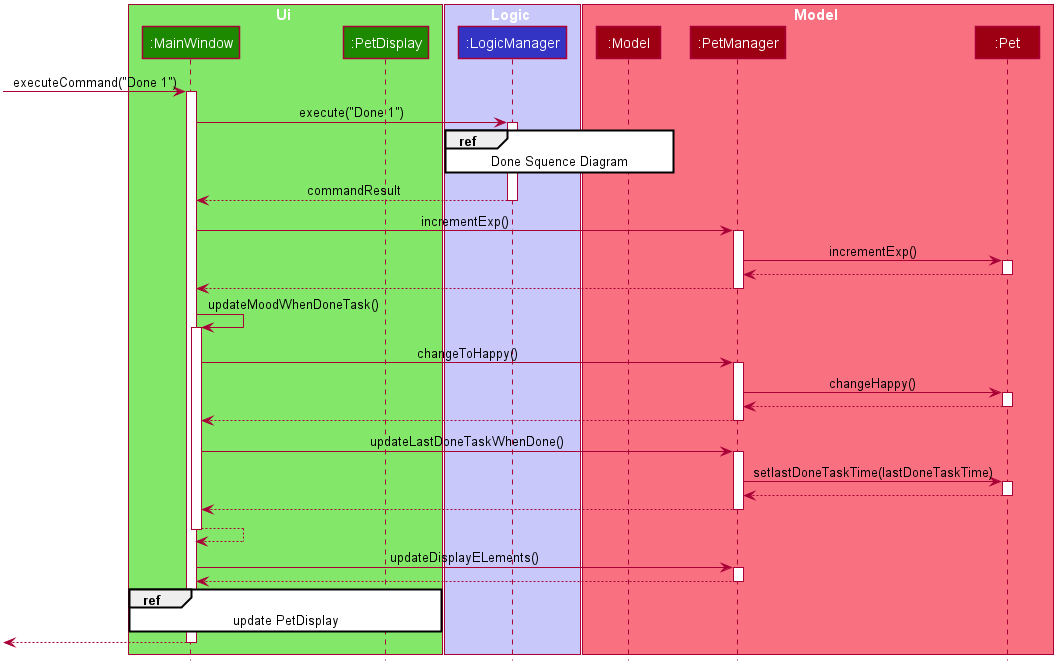 Ui
Logic
Model
:MainWindow
:PetDisplay
:LogicManager
:Model
:PetManager
:Pet
executeCommand("Done 1")
execute("Done 1")
ref
Done Squence Diagram
commandResult
incrementExp()
incrementExp()
updateMoodWhenDoneTask()
changeToHappy()
changeHappy()
updateLastDoneTaskWhenDone()
setlastDoneTaskTime(lastDoneTaskTime)
updateDisplayELements()
ref
update PetDisplay